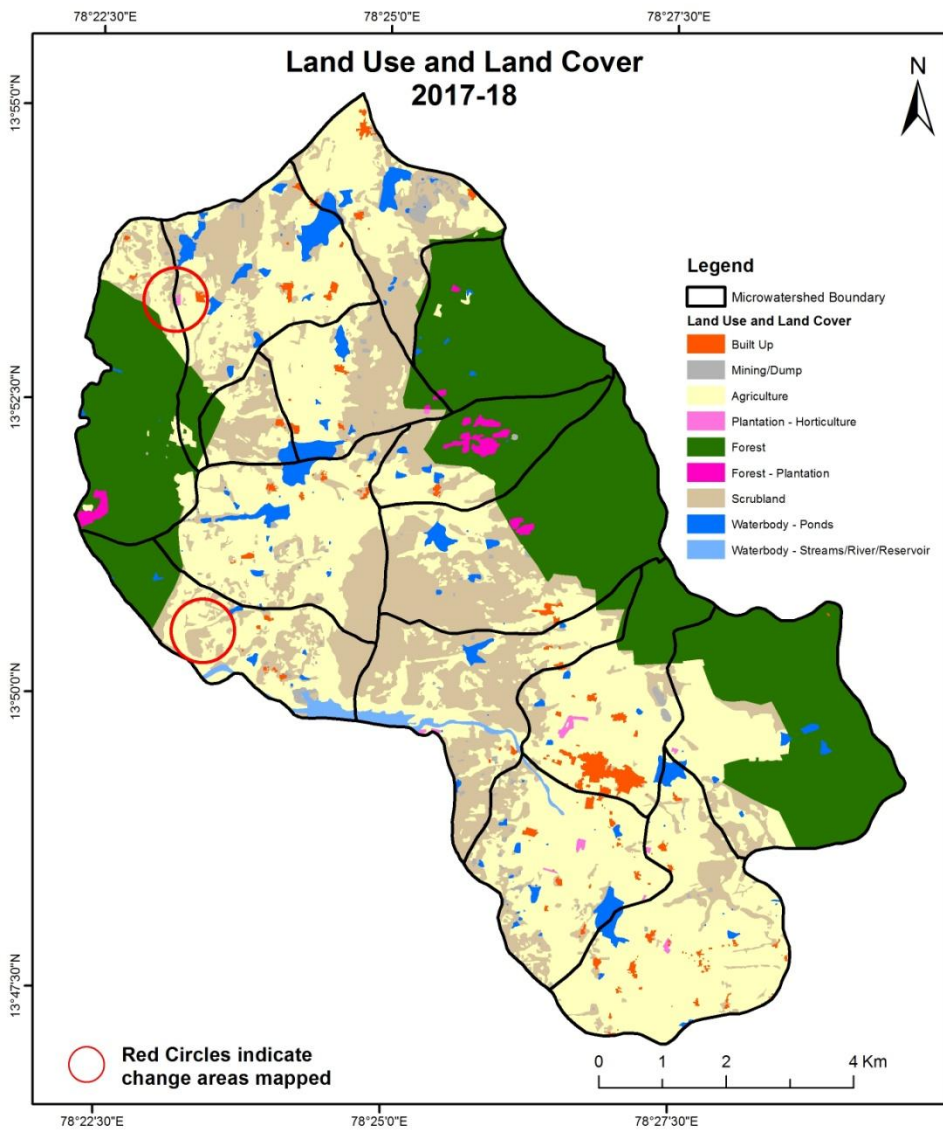 78°22'30"E
78°25'0"E
78°27'30"E
Land Use and Land Cover
2017-18
N
13°55'0"N
13°52'30"N
13°50'0"N
13°47'30"N
Legend
Microwatershed Boundary
Land Use and Land Cover
Built Up
Mining/Dump
Agriculture
Plantation - Horticulture
Forest
Forest - Plantation
Scrubland
Waterbody - Ponds
Waterbody - Streams/River/Reservoir
Red Circles indicate
change areas mapped
0 1 2 4 Km
78°22'30"E
78°25'0"E
78°27'30"E